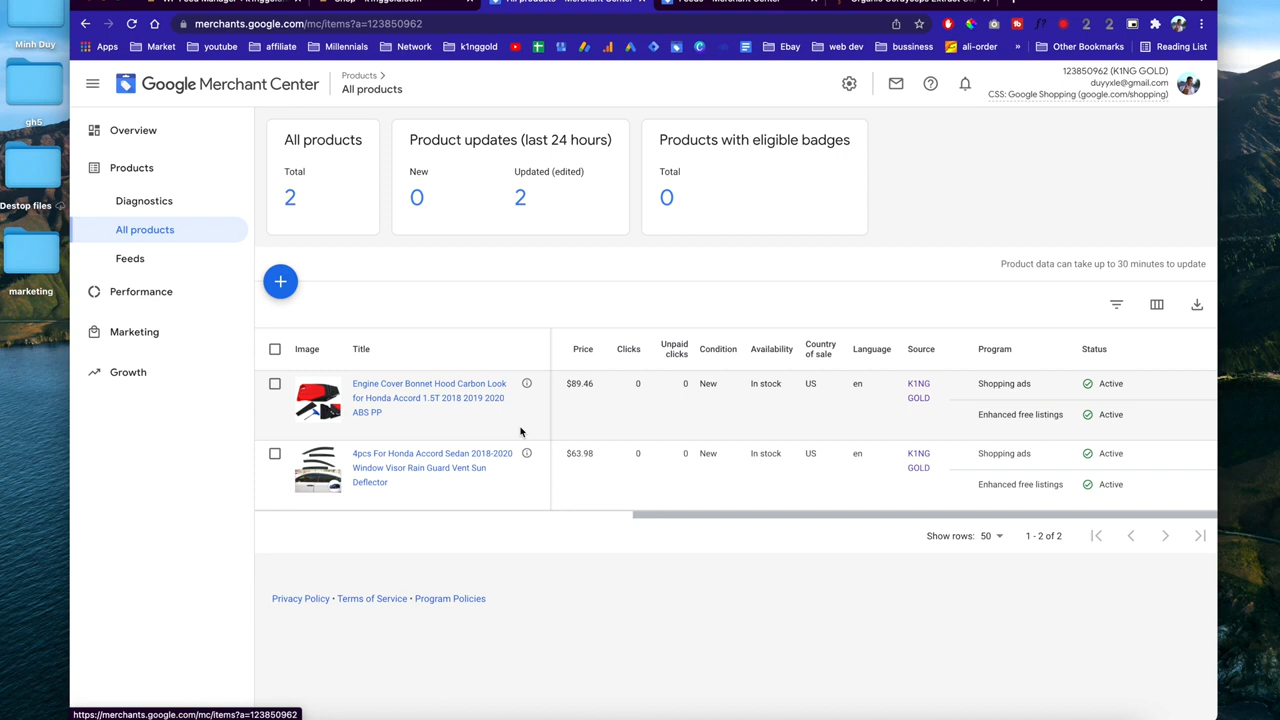 Minh Duy
gh5
Destop files
marketing
merchants.google.com/mc/items?a=123850962
Apps Market youtube affiliate Millennials Network k1nggold Ebay web dev bussiness ali-order » Other Bookmarks Reading List
Google Merchant Center
Products
All products
123850962 (K1NG GOLD)
duyyxle@gmail.com
CSS: Google Shopping (google.com/shopping)
Overview
Products
Diagnostics
All products
Feeds
Performance
Marketing
Growth
All products
Total
2
Product updates (last 24 hours)
New Updated (edited)
0 2
Products with eligible badges
Total
0
Product data can take up to 30 minutes to update
Image Title Price Clicks Unpaid clicks Condition Availability Country of sale Language Source Program Status
Engine Cover Bonnet Hood Carbon Look
for Honda Accord 1.5T 2018 2019 2020
ABS PP
$89.46 0 0 New In stock US en K1NG GOLD Shopping ads Active
Enhanced free listings Active
4pcs For Honda Accord Sedan 2018-2020
Window Visor Rain Guard Vent Sun
Deflector
$63.98 0 0 New In stock US en K1NG GOLD Shopping ads Active
Enhanced free listings Active
Show rows: 50 1 - 2 of 2
Privacy Policy • Terms of Service • Program Policies
https://merchants.google.com/mc/items?a=123850962